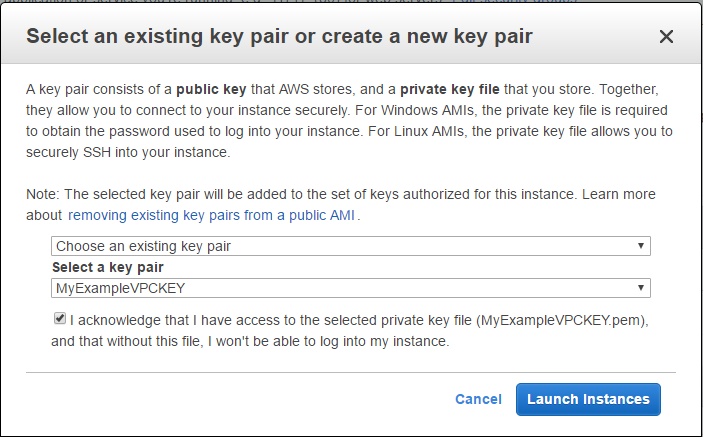 Select an existing key pair or create a new key pair
A key pair consists of a public key that AWS stores, and a private key file that you store. Together,
they allow you to connect to your instance securely. For Windows AMIs, the private key file is required
to obtain the password used to log into your instance. For Linux AMIs, the private key file allows you to
securely SSH into your instance.
Note: The selected key pair will be added to the set of keys authorized for this instance. Learn more
about removing existing key pairs from a public AMI.
Choose an existing key pair
Select a key pair
MyExampleVPCKEY
I acknowledge that I have access to the selected private key file (MyExampleVPCKEY.pem),
and that without this file, I won't be able to log into my instance.
Cancel Launch Instances